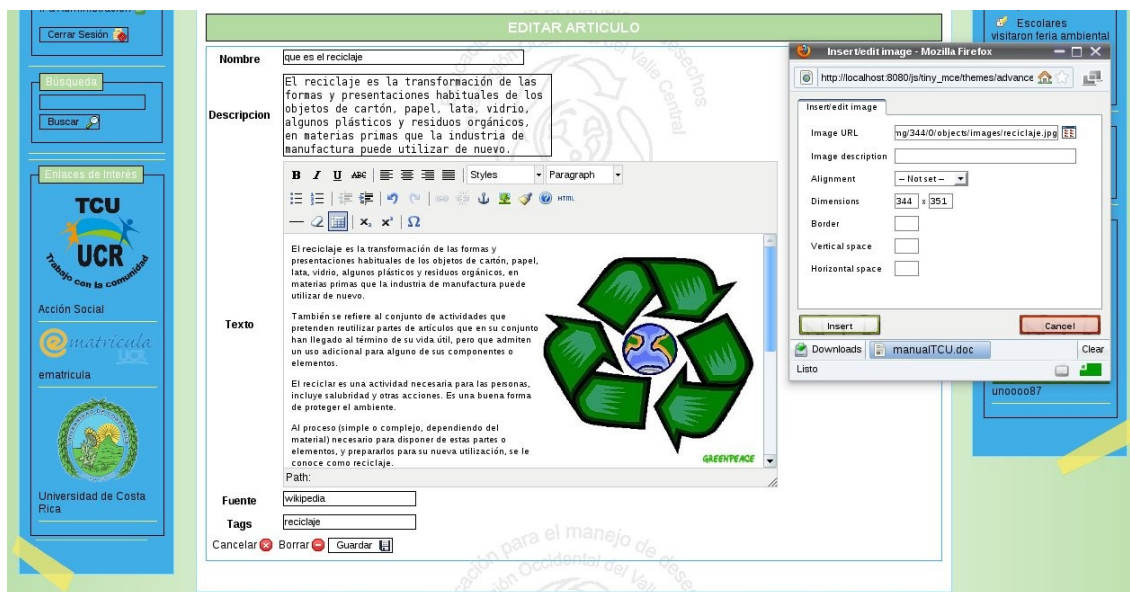 Cerrar Sesión
Búsqueda
Buscar
Enlaces de Interés
TCU
UCR
Trabajo con la comunidad
Acción Social
ematrícula
UCR
ematricula
Universidad de Costa
Rica
EDITAR ARTICULO
Nombre
que es el reciclaje
Descripcion
El reciclaje es la transformación de las
formas y presentaciones habituales de los
objetos de cartón, papel, lata, vidrio,
algunos plásticos y residuos orgánicos,
en materias primas que la industria de
manufactura puede utilizar de nuevo.
Texto
B I U ABC Styles Paragraph
HTML
x₂ x² Ω
El reciclaje es la transformación de las formas y
presentaciones habituales de los objetos de cartón, papel,
lata, vidrio, algunos plásticos y residuos orgánicos, en
materias primas que la industria de manufactura puede
utilizar de nuevo.
También se refiere al conjunto de actividades que
pretenden reutilizar partes de artículos que en su conjunto
han llegado al término de su vida útil, pero que admiten
un uso adicional para alguno de sus componentes o
elementos.
El reciclar es una actividad necesaria para las personas,
incluye salubridad y otras acciones. Es una buena forma
de proteger el ambiente.
Al proceso (simple o complejo, dependiendo del
material) necesario para disponer de estas partes o
elementos, y prepararlos para su nueva utilización, se le
conoce como reciclaje.
GREENPEACE
Path:
Fuente
wikipedia
Tags
reciclaje
Cancelar Borrar Guardar
para el manejo de
Occidental del Valle
Escolares
visitaron feria ambiental
Insert/edit image - Mozilla Firefox
http://localhost:8080/js/tiny_mce/themes/advance
Insert/edit image
Image URL ng/344/0/objects/images/reciclaje.jpg
Image description
Alignment -- Not set --
Dimensions 344 x 351
Border
Vertical space
Horizontal space
Insert Cancel
Downloads manualTCU.doc Clear
Listo
unoooo87